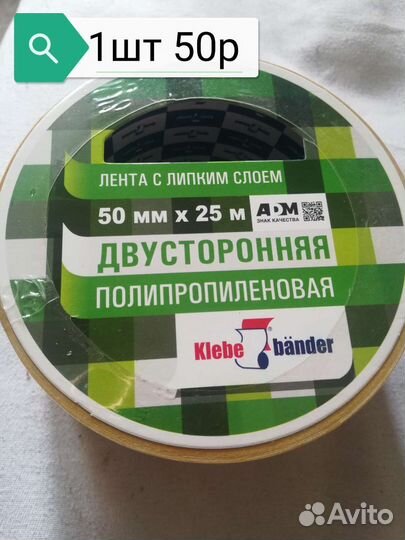 1шт 50р
ЛЕНТА С ЛИПКИМ СЛОЕМ
50 мм х 25 м
ADM
ЗНАК КАЧЕСТВА
ДВУСТОРОННЯЯ
ПОЛИПРОПИЛЕНОВАЯ
Klebe bänder
Avito